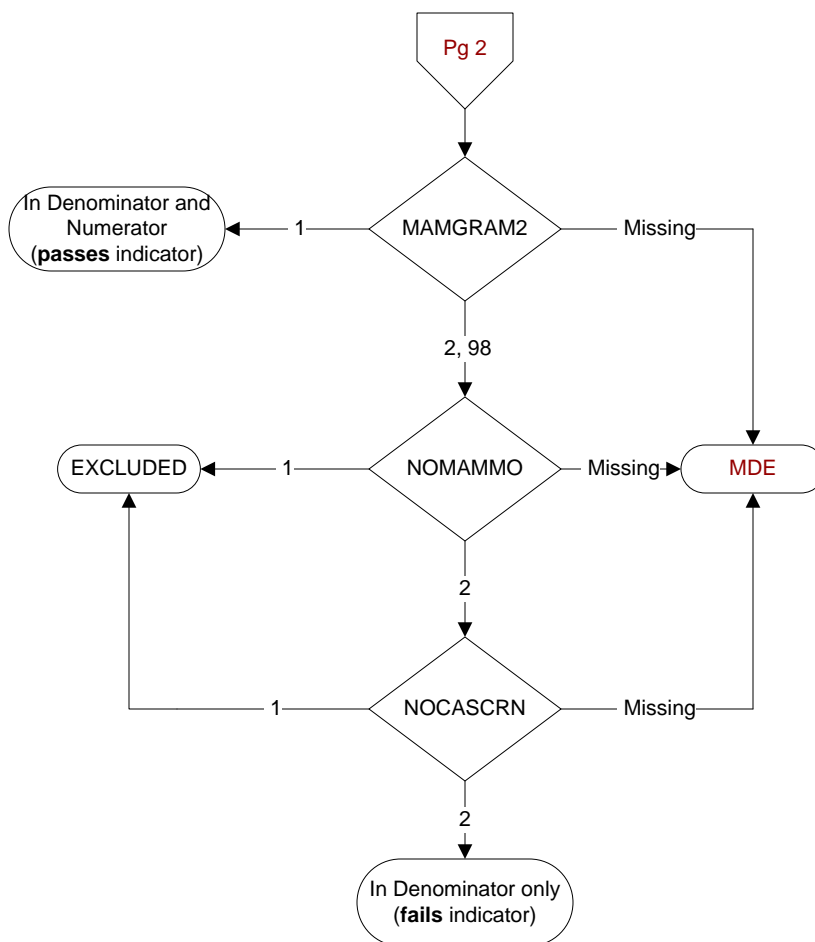 Pg 2
In Denominator and
Numerator
(passes indicator)
1
MAMGRAM2
Missing
2, 98
EXCLUDED
1
NOMAMMO
Missing
MDE
2
1
NOCASCRN
Missing
2
In Denominator only
(fails indicator)